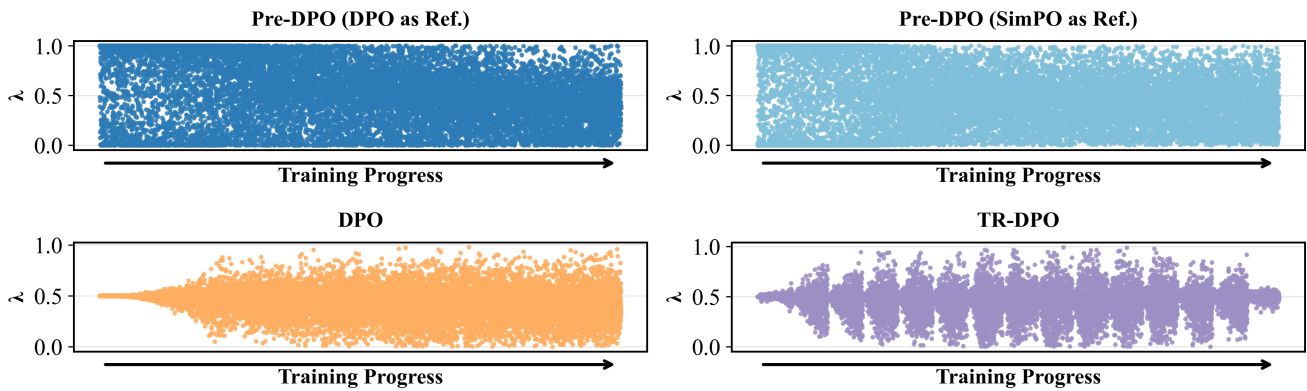 Pre-DPO (DPO as Ref.)
1.0
0.5
0.0
λ
Training Progress
Pre-DPO (SimPO as Ref.)
1.0
0.5
0.0
λ
Training Progress
DPO
1.0
0.5
0.0
λ
Training Progress
TR-DPO
1.0
0.5
0.0
λ
Training Progress